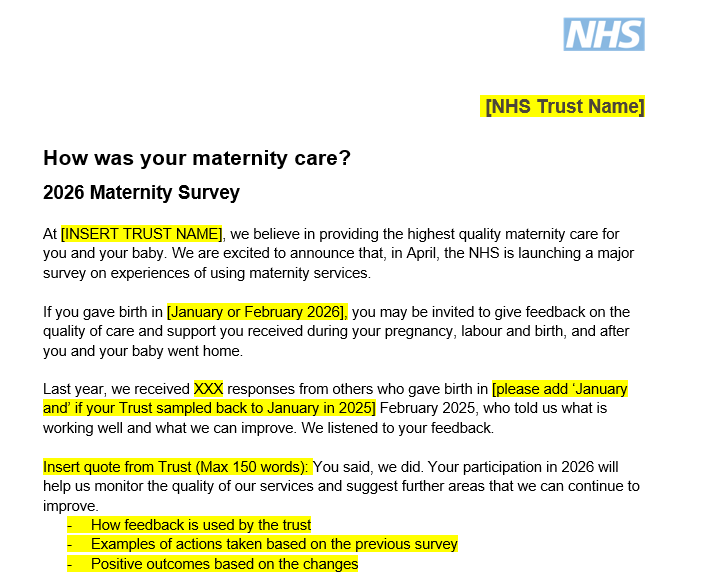 NHS
[NHS Trust Name]
How was your maternity care?
2026 Maternity Survey
At [INSERT TRUST NAME], we believe in providing the highest quality maternity care for
you and your baby. We are excited to announce that, in April, the NHS is launching a major
survey on experiences of using maternity services.
If you gave birth in [January or February 2026], you may be invited to give feedback on the
quality of care and support you received during your pregnancy, labour and birth, and after
you and your baby went home.
Last year, we received XXX responses from others who gave birth in [please add ‘January
and’ if your Trust sampled back to January in 2025] February 2025, who told us what is
working well and what we can improve. We listened to your feedback.
Insert quote from Trust (Max 150 words): You said, we did. Your participation in 2026 will
help us monitor the quality of our services and suggest further areas that we can continue to
improve.
- How feedback is used by the trust
- Examples of actions taken based on the previous survey
- Positive outcomes based on the changes